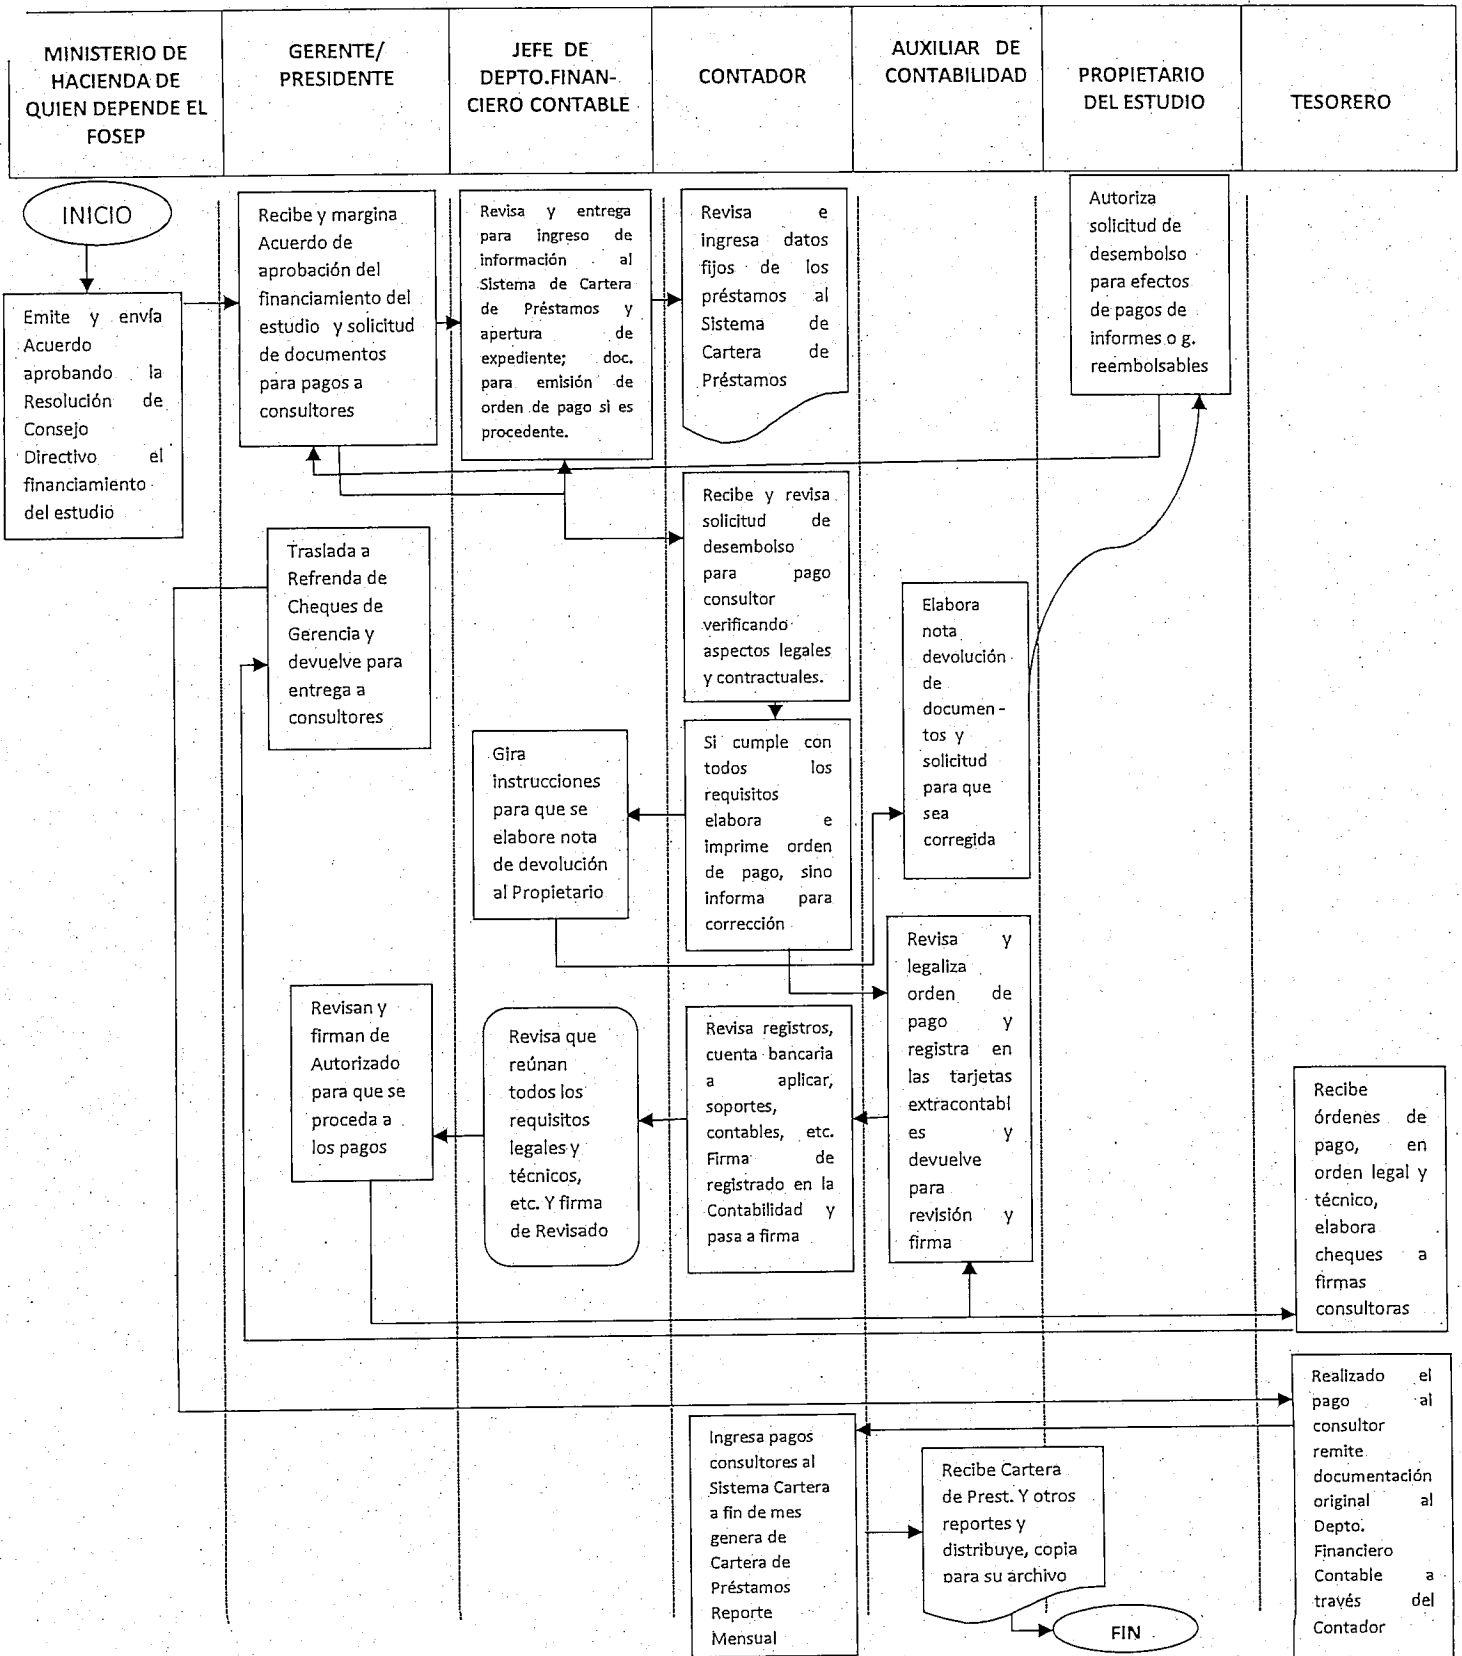 MINISTERIO DE
HACIENDA DE
QUIEN DEPENDE EL
FOSEP
GERENTE/
PRESIDENTE
JEFE DE
DEPTO.FINAN-
CIERO CONTABLE
CONTADOR
AUXILIAR DE
CONTABILIDAD
PROPIETARIO
DEL ESTUDIO
TESORERO
INICIO
Emite y envía
Acuerdo
aprobando la
Resolución de
Consejo
Directivo el
financiamiento
del estudio
Recibe y margina
Acuerdo de
aprobación del
financiamiento del
estudio y solicitud
de documentos
para pagos a
consultores
Revisa y entrega
para ingreso de
información al
Sistema de Cartera
de Préstamos y
apertura de
expediente; doc.
para emisión de
orden de pago si es
procedente.
Revisa e
ingresa datos
fijos de los
préstamos al
Sistema de
Cartera de
Préstamos
Autoriza
solicitud de
desembolso
para efectos
de pagos de
informes o g.
reembolsables
Recibe y revisa
solicitud de
desembolso
para pago
consultor
verificando
aspectos legales
y contractuales.
Traslada a
Refrenda de
Cheques de
Gerencia y
devuelve para
entrega a
consultores
Elabora
nota
devolución
de
documen-
tos y
solicitud
para que
sea
corregida
Gira
instrucciones
para que se
elabore nota
de devolución
al Propietario
Si cumple con
todos los
requisitos
elabora e
imprime orden
de pago, sino
informa para
corrección
Revisa y
legaliza
orden de
pago y
registra en
las tarjetas
extracontabl
es y
devuelve
para
revisión y
firma
Revisan y
firman de
Autorizado
para que se
proceda a
los pagos
Revisa que
reúnan
todos los
requisitos
legales y
técnicos,
etc. Y firma
de Revisado
Revisa registros,
cuenta bancaria
a aplicar,
soportes,
contables, etc.
Firma de
registrado en la
Contabilidad y
pasa a firma
Recibe
órdenes de
pago, en
orden legal y
técnico,
elabora
cheques a
firmas
consultoras
Realizado el
pago al
consultor
remite
documentación
original al
Depto.
Financiero
Contable a
través del
Contador
Ingresa pagos
consultores al
Sistema Cartera
a fin de mes
genera de
Cartera de
Préstamos
Reporte
Mensual
Recibe Cartera
de Prest. Y otros
reportes y
distribuye, copia
para su archivo
FIN